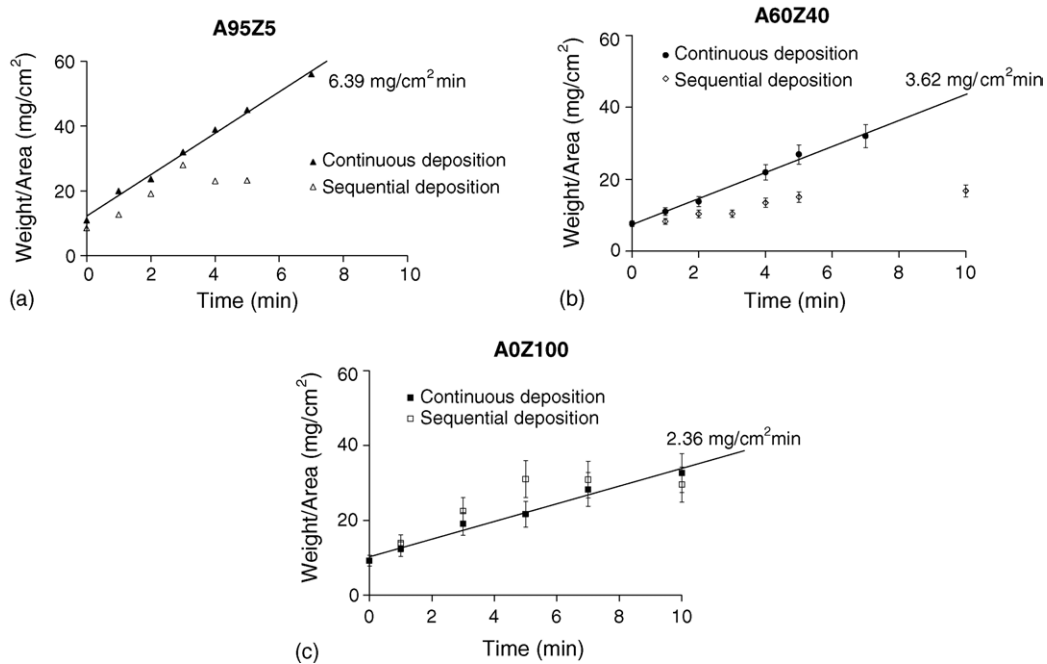 A95Z5
60
40
20
0
Weight/Area (mg/cm²)
6.39 mg/cm²min
Continuous deposition
Sequential deposition
0 2 4 6 8 10
Time (min)
(a)
A60Z40
60
40
20
0
Weight/Area (mg/cm²)
Continuous deposition
Sequential deposition
3.62 mg/cm²min
0 2 4 6 8 10
Time (min)
(b)
A0Z100
60
40
20
0
Weight/Area (mg/cm²)
Continuous deposition
Sequential deposition
2.36 mg/cm²min
0 2 4 6 8 10
Time (min)
(c)